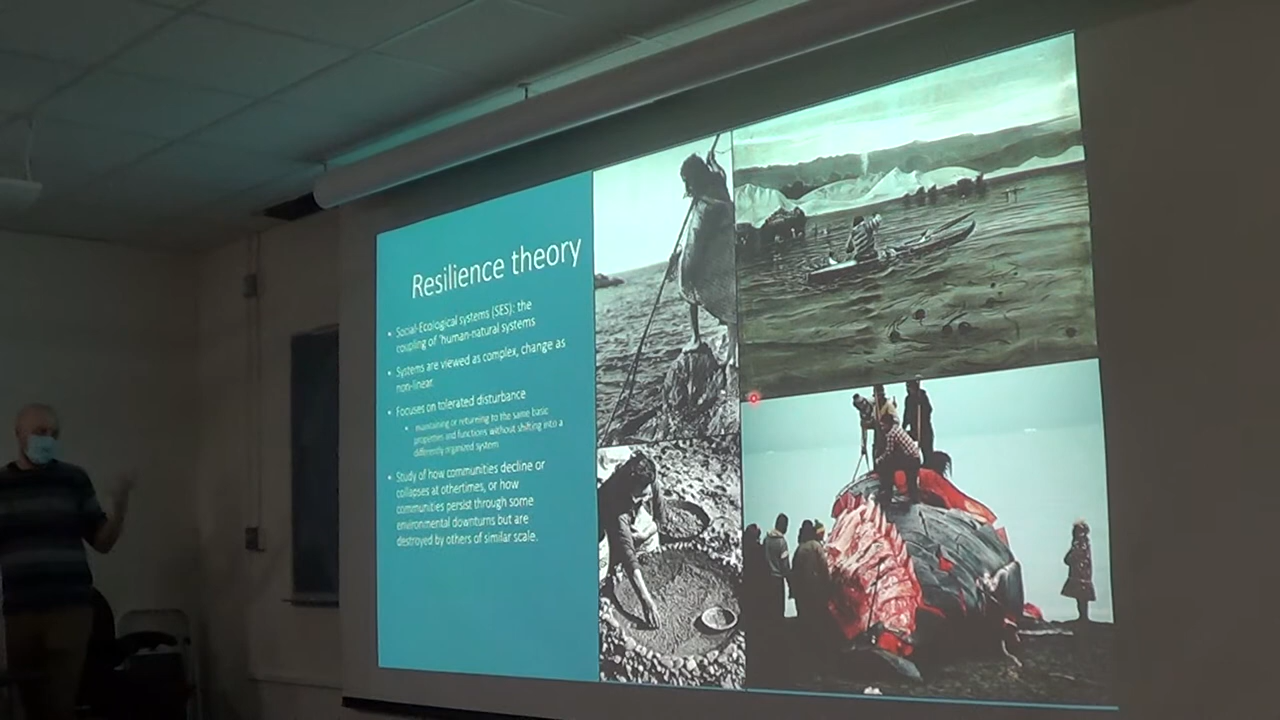 Resilience theory
• Social-Ecological systems (SES): the
coupling of 'human-natural systems
• Systems are viewed as complex, change as
non-linear.
• Focuses on tolerated disturbance
• maintaining or returning to the same basic
properties and functions without shifting into a
differently organized system
• Study of how communities decline or
collapses at othertimes, or how
communities persist through some
environmental downturns but are
destroyed by others of similar scale.